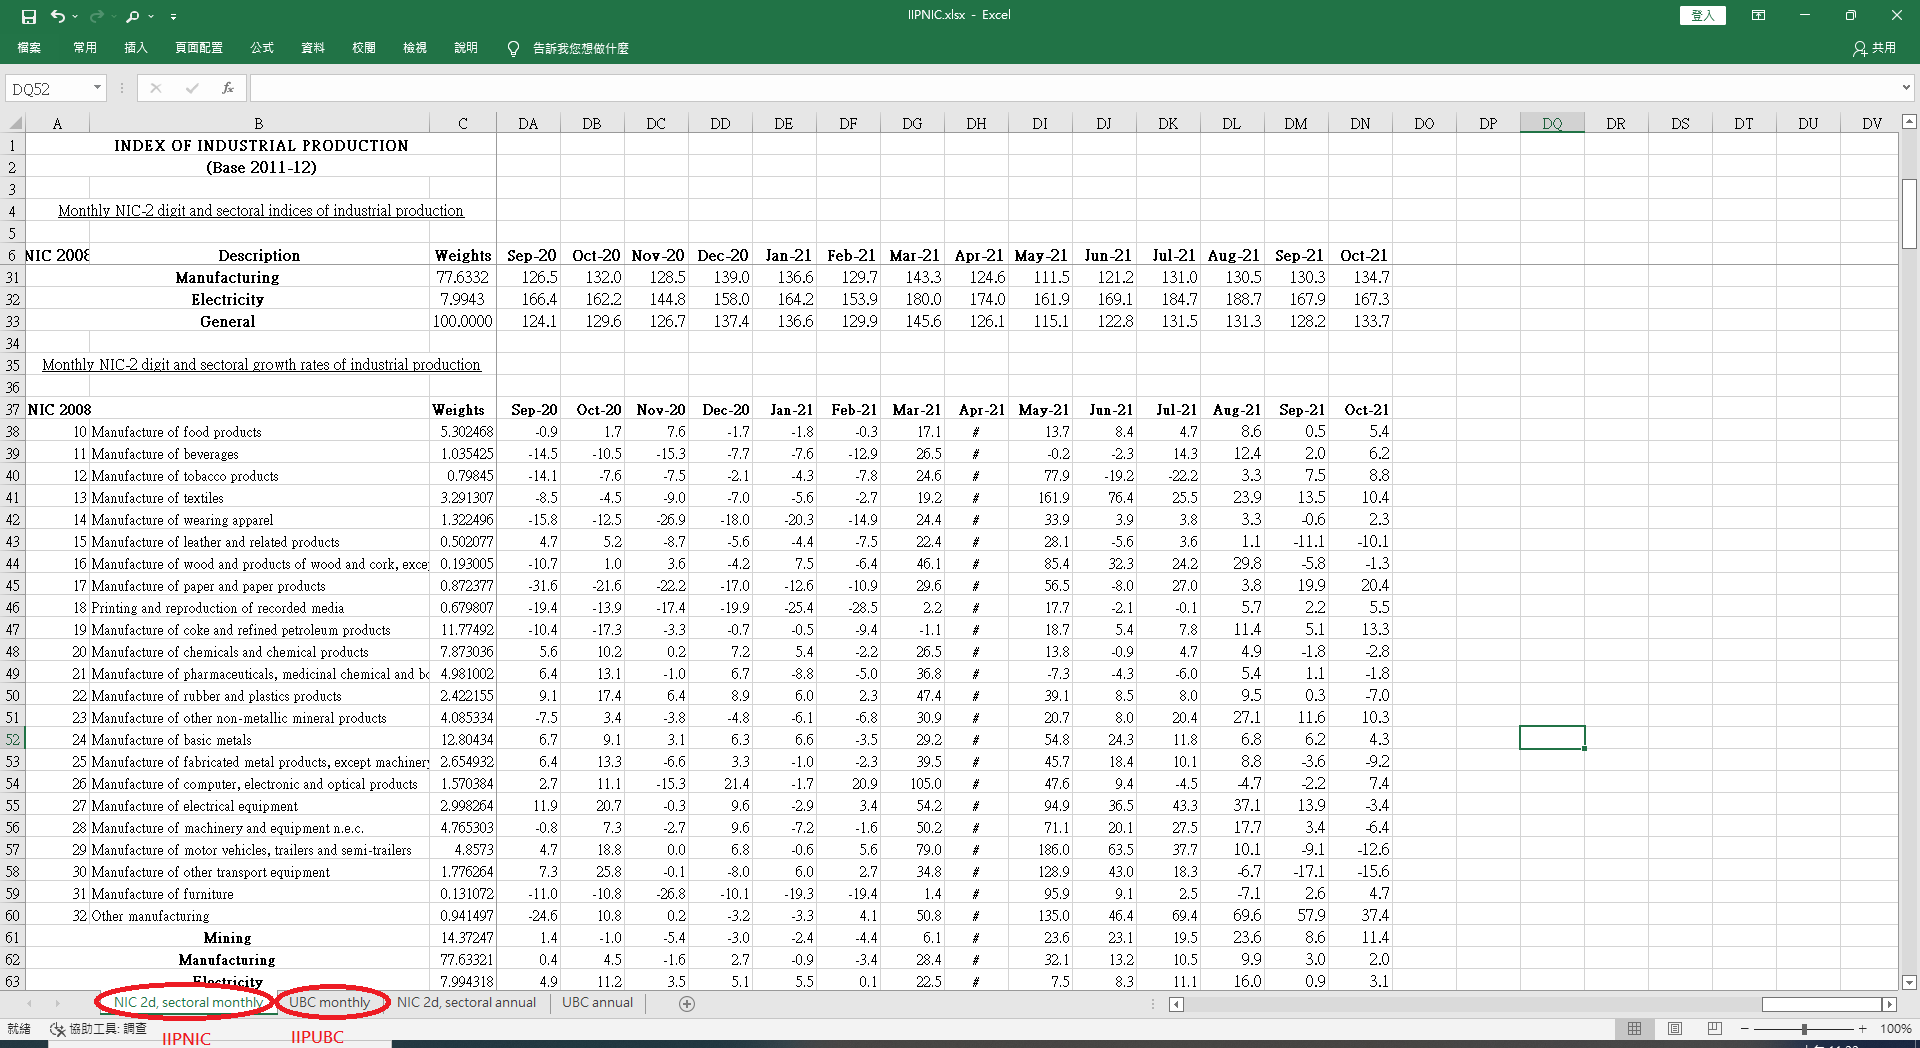 IIPNIC.xlsx - Excel
登入
檔案 常用 插入 頁面配置 公式 資料 校閱 檢視 說明 告訴我您想做什麼 共用
DQ52 fx
A B C DA DB DC DD DE DF DG DH DI DJ DK DL DM DN DO DP DQ DR DS DT DU DV
1 INDEX OF INDUSTRIAL PRODUCTION
2 (Base 2011-12)
3
4 Monthly NIC-2 digit and sectoral indices of industrial production
5
6 NIC 2008 Description Weights Sep-20 Oct-20 Nov-20 Dec-20 Jan-21 Feb-21 Mar-21 Apr-21 May-21 Jun-21 Jul-21 Aug-21 Sep-21 Oct-21
31 Manufacturing 77.6332 126.5 132.0 128.5 139.0 136.6 129.7 143.3 124.6 111.5 121.2 131.0 130.5 130.3 134.7
32 Electricity 7.9943 166.4 162.2 144.8 158.0 164.2 153.9 180.0 174.0 161.9 169.1 184.7 188.7 167.9 167.3
33 General 100.0000 124.1 129.6 126.7 137.4 136.6 129.9 145.6 126.1 115.1 122.8 131.5 131.3 128.2 133.7
34
35 Monthly NIC-2 digit and sectoral growth rates of industrial production
36
37 NIC 2008 Weights Sep-20 Oct-20 Nov-20 Dec-20 Jan-21 Feb-21 Mar-21 Apr-21 May-21 Jun-21 Jul-21 Aug-21 Sep-21 Oct-21
38 10 Manufacture of food products 5.302468 -0.9 1.7 7.6 -1.7 -1.8 -0.3 17.1 # 13.7 8.4 4.7 8.6 0.5 5.4
39 11 Manufacture of beverages 1.035425 -14.5 -10.5 -15.3 -7.7 -7.6 -12.9 26.5 # -0.2 -2.3 14.3 12.4 2.0 6.2
40 12 Manufacture of tobacco products 0.79845 -14.1 -7.6 -7.5 -2.1 -4.3 -7.8 24.6 # 77.9 -19.2 -22.2 3.3 7.5 8.8
41 13 Manufacture of textiles 3.291307 -8.5 -4.5 -9.0 -7.0 -5.6 -2.7 19.2 # 161.9 76.4 25.5 23.9 13.5 10.4
42 14 Manufacture of wearing apparel 1.322496 -15.8 -12.5 -26.9 -18.0 -20.3 -14.9 24.4 # 33.9 3.9 3.8 3.3 -0.6 2.3
43 15 Manufacture of leather and related products 0.502077 4.7 5.2 -8.7 -5.6 -4.4 -7.5 22.4 # 28.1 -5.6 3.6 1.1 -11.1 -10.1
44 16 Manufacture of wood and products of wood and cork, exce 0.193005 -10.7 1.0 3.6 -4.2 7.5 -6.4 46.1 # 85.4 32.3 24.2 29.8 -5.8 -1.3
45 17 Manufacture of paper and paper products 0.872377 -31.6 -21.6 -22.2 -17.0 -12.6 -10.9 29.6 # 56.5 -8.0 27.0 3.8 19.9 20.4
46 18 Printing and reproduction of recorded media 0.679807 -19.4 -13.9 -17.4 -19.9 -25.4 -28.5 2.2 # 17.7 -2.1 -0.1 5.7 2.2 5.5
47 19 Manufacture of coke and refined petroleum products 11.77492 -10.4 -17.3 -3.3 -0.7 -0.5 -9.4 -1.1 # 18.7 5.4 7.8 11.4 5.1 13.3
48 20 Manufacture of chemicals and chemical products 7.873036 5.6 10.2 0.2 7.2 5.4 -2.2 26.5 # 13.8 -0.9 4.7 4.9 -1.8 -2.8
49 21 Manufacture of pharmaceuticals, medicinal chemical and bo 4.981002 6.4 13.1 -1.0 6.7 -8.8 -5.0 36.8 # -7.3 -4.3 -6.0 5.4 1.1 -1.8
50 22 Manufacture of rubber and plastics products 2.422155 9.1 17.4 6.4 8.9 6.0 2.3 47.4 # 39.1 8.5 8.0 9.5 0.3 -7.0
51 23 Manufacture of other non-metallic mineral products 4.085334 -7.5 3.4 -3.8 -4.8 -6.1 -6.8 30.9 # 20.7 8.0 20.4 27.1 11.6 10.3
52 24 Manufacture of basic metals 12.80434 6.7 9.1 3.1 6.3 6.6 -3.5 29.2 # 54.8 24.3 11.8 6.8 6.2 4.3
53 25 Manufacture of fabricated metal products, except machinery 2.654932 6.4 13.3 -6.6 3.3 -1.0 -2.3 39.5 # 45.7 18.4 10.1 8.8 -3.6 -9.2
54 26 Manufacture of computer, electronic and optical products 1.570384 2.7 11.1 -15.3 21.4 -1.7 20.9 105.0 # 47.6 9.4 -4.5 -4.7 -2.2 7.4
55 27 Manufacture of electrical equipment 2.998264 11.9 20.7 -0.3 9.6 -2.9 3.4 54.2 # 94.9 36.5 43.3 37.1 13.9 -3.4
56 28 Manufacture of machinery and equipment n.e.c. 4.765303 -0.8 7.3 -2.7 9.6 -7.2 -1.6 50.2 # 71.1 20.1 27.5 17.7 3.4 -6.4
57 29 Manufacture of motor vehicles, trailers and semi-trailers 4.8573 4.7 18.8 0.0 6.8 -0.6 5.6 79.0 # 186.0 63.5 37.7 10.1 -9.1 -12.6
58 30 Manufacture of other transport equipment 1.776264 7.3 25.8 -0.1 -8.0 6.0 2.7 34.8 # 128.9 43.0 18.3 -6.7 -17.1 -15.6
59 31 Manufacture of furniture 0.131072 -11.0 -10.8 -26.8 -10.1 -19.3 -19.4 1.4 # 95.9 9.1 2.5 -7.1 2.6 4.7
60 32 Other manufacturing 0.941497 -24.6 10.8 0.2 -3.2 -3.3 4.1 50.8 # 135.0 46.4 69.4 69.6 57.9 37.4
61 Mining 14.37247 1.4 -1.0 -5.4 -3.0 -2.4 -4.4 6.1 # 23.6 23.1 19.5 23.6 8.6 11.4
62 Manufacturing 77.63321 0.4 4.5 -1.6 2.7 -0.9 -3.4 28.4 # 32.1 13.2 10.5 9.9 3.0 2.0
63 Electricity 7.994318 4.9 11.2 3.5 5.1 5.5 0.1 22.5 # 7.5 8.3 11.1 16.0 0.9 3.1
NIC 2d, sectoral monthly UBC monthly NIC 2d, sectoral annual UBC annual
就緒 協助工具: 調查 100%
IIPNIC IIPUBC